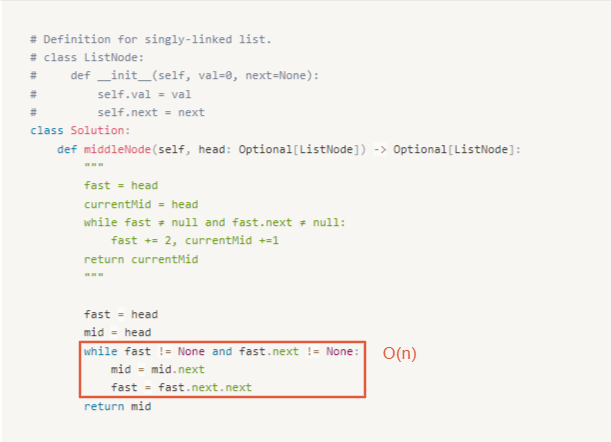 # Definition for singly-linked list.
# class ListNode:
#     def __init__(self, val=0, next=None):
#         self.val = val
#         self.next = next
class Solution:
    def middleNode(self, head: Optional[ListNode]) -> Optional[ListNode]:
        """
        fast = head
        currentMid = head
        while fast ≠ null and fast.next ≠ null:
            fast += 2, currentMid +=1
        return currentMid
        """
        fast = head
        mid = head
        while fast != None and fast.next != None:
            mid = mid.next
            fast = fast.next.next
        return mid
O(n)